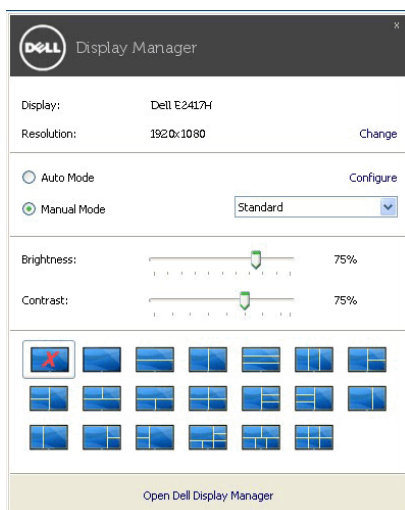 x
DELL Display Manager
Display: Dell E2417H
Resolution: 1920x1080 Change
Auto Mode Configure
Manual Mode Standard
Brightness: 75%
Contrast: 75%
Open Dell Display Manager